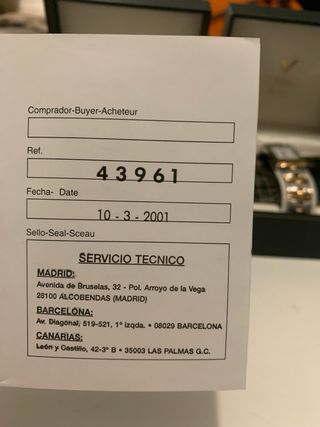 Comprador-Buyer-Acheteur
Ref.
43961
Fecha- Date
10 - 3 - 2001
Sello-Seal-Sceau
SERVICIO TECNICO
MADRID:
Avenida de Bruselas, 32 - Pol. Arroyo de la Vega
28100 ALCOBENDAS (MADRID)
BARCELONA:
Av. Diagonal, 519-521, 1º izqda. • 08029 BARCELONA
CANARIAS:
León y Castillo, 42-3º B • 35003 LAS PALMAS G.C.